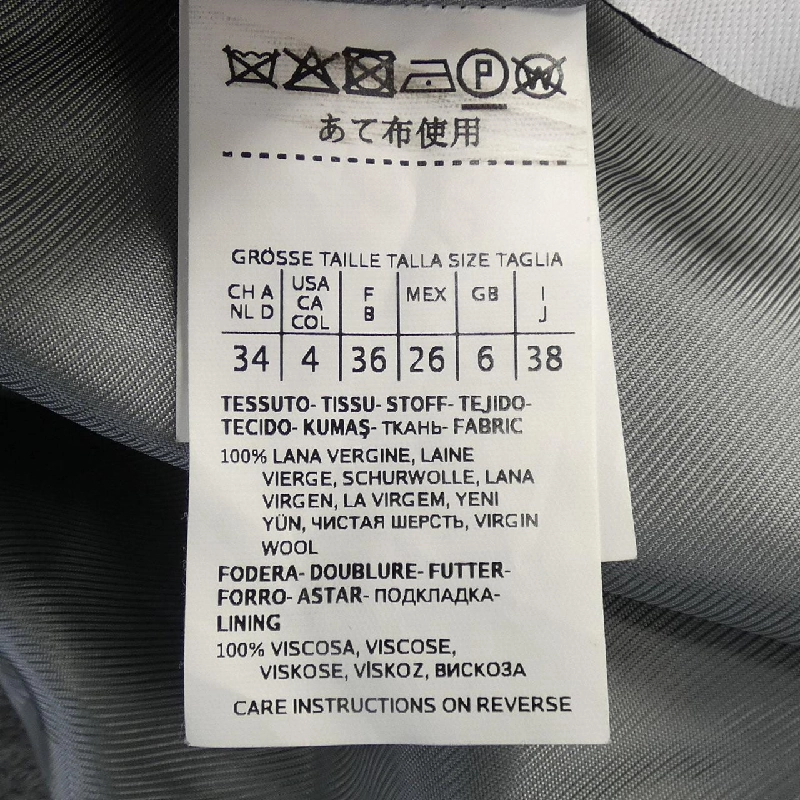 P W
あて布使用
GRÖSSE TAILLE TALLA SIZE TAGLIA
CH A NL D USA CA COL F B MEX GB I J
34 4 36 26 6 38
TESSUTO- TISSU- STOFF- TEJIDO-
TECIDO- KUMAŞ- ТКАНЬ- FABRIC
100% LANA VERGINE, LAINE
VIERGE, SCHURWOLLE, LANA
VIRGEN, LA VIRGEM, YENI
YÜN, ЧИСТАЯ ШЕРСТЬ, VIRGIN
WOOL
FODERA- DOUBLURE- FUTTER-
FORRO- ASTAR- ПОДКЛАДКА-
LINING
100% VISCOSA, VISCOSE,
VISKOSE, VİSKOZ, ВИСКОЗА
CARE INSTRUCTIONS ON REVERSE